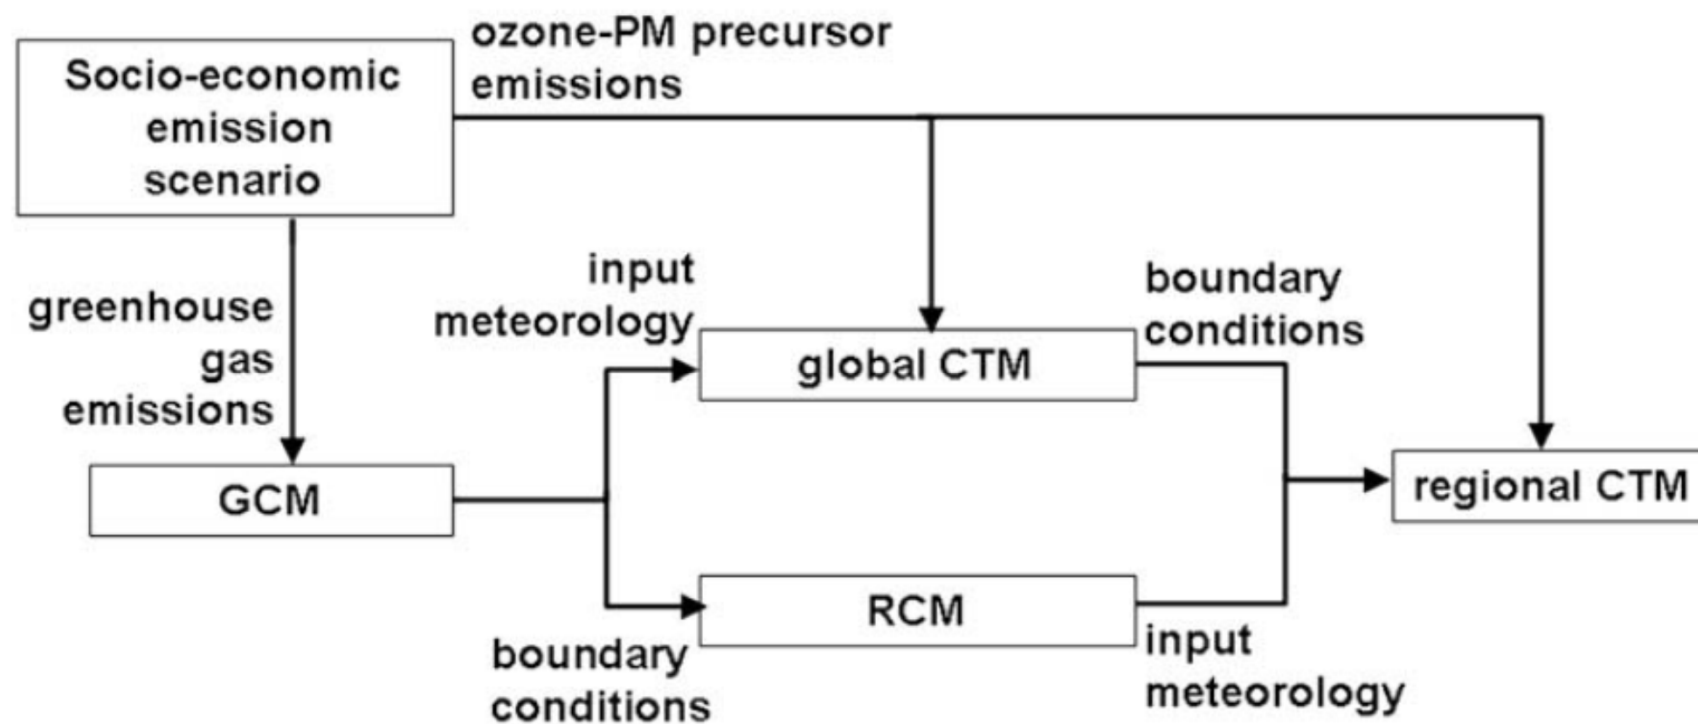 ozone-PM precursor
emissions
Socio-economic
emission
scenario
greenhouse
gas
emissions
input
meteorology
boundary
conditions
global CTM
GCM
regional CTM
RCM
boundary
conditions
input
meteorology